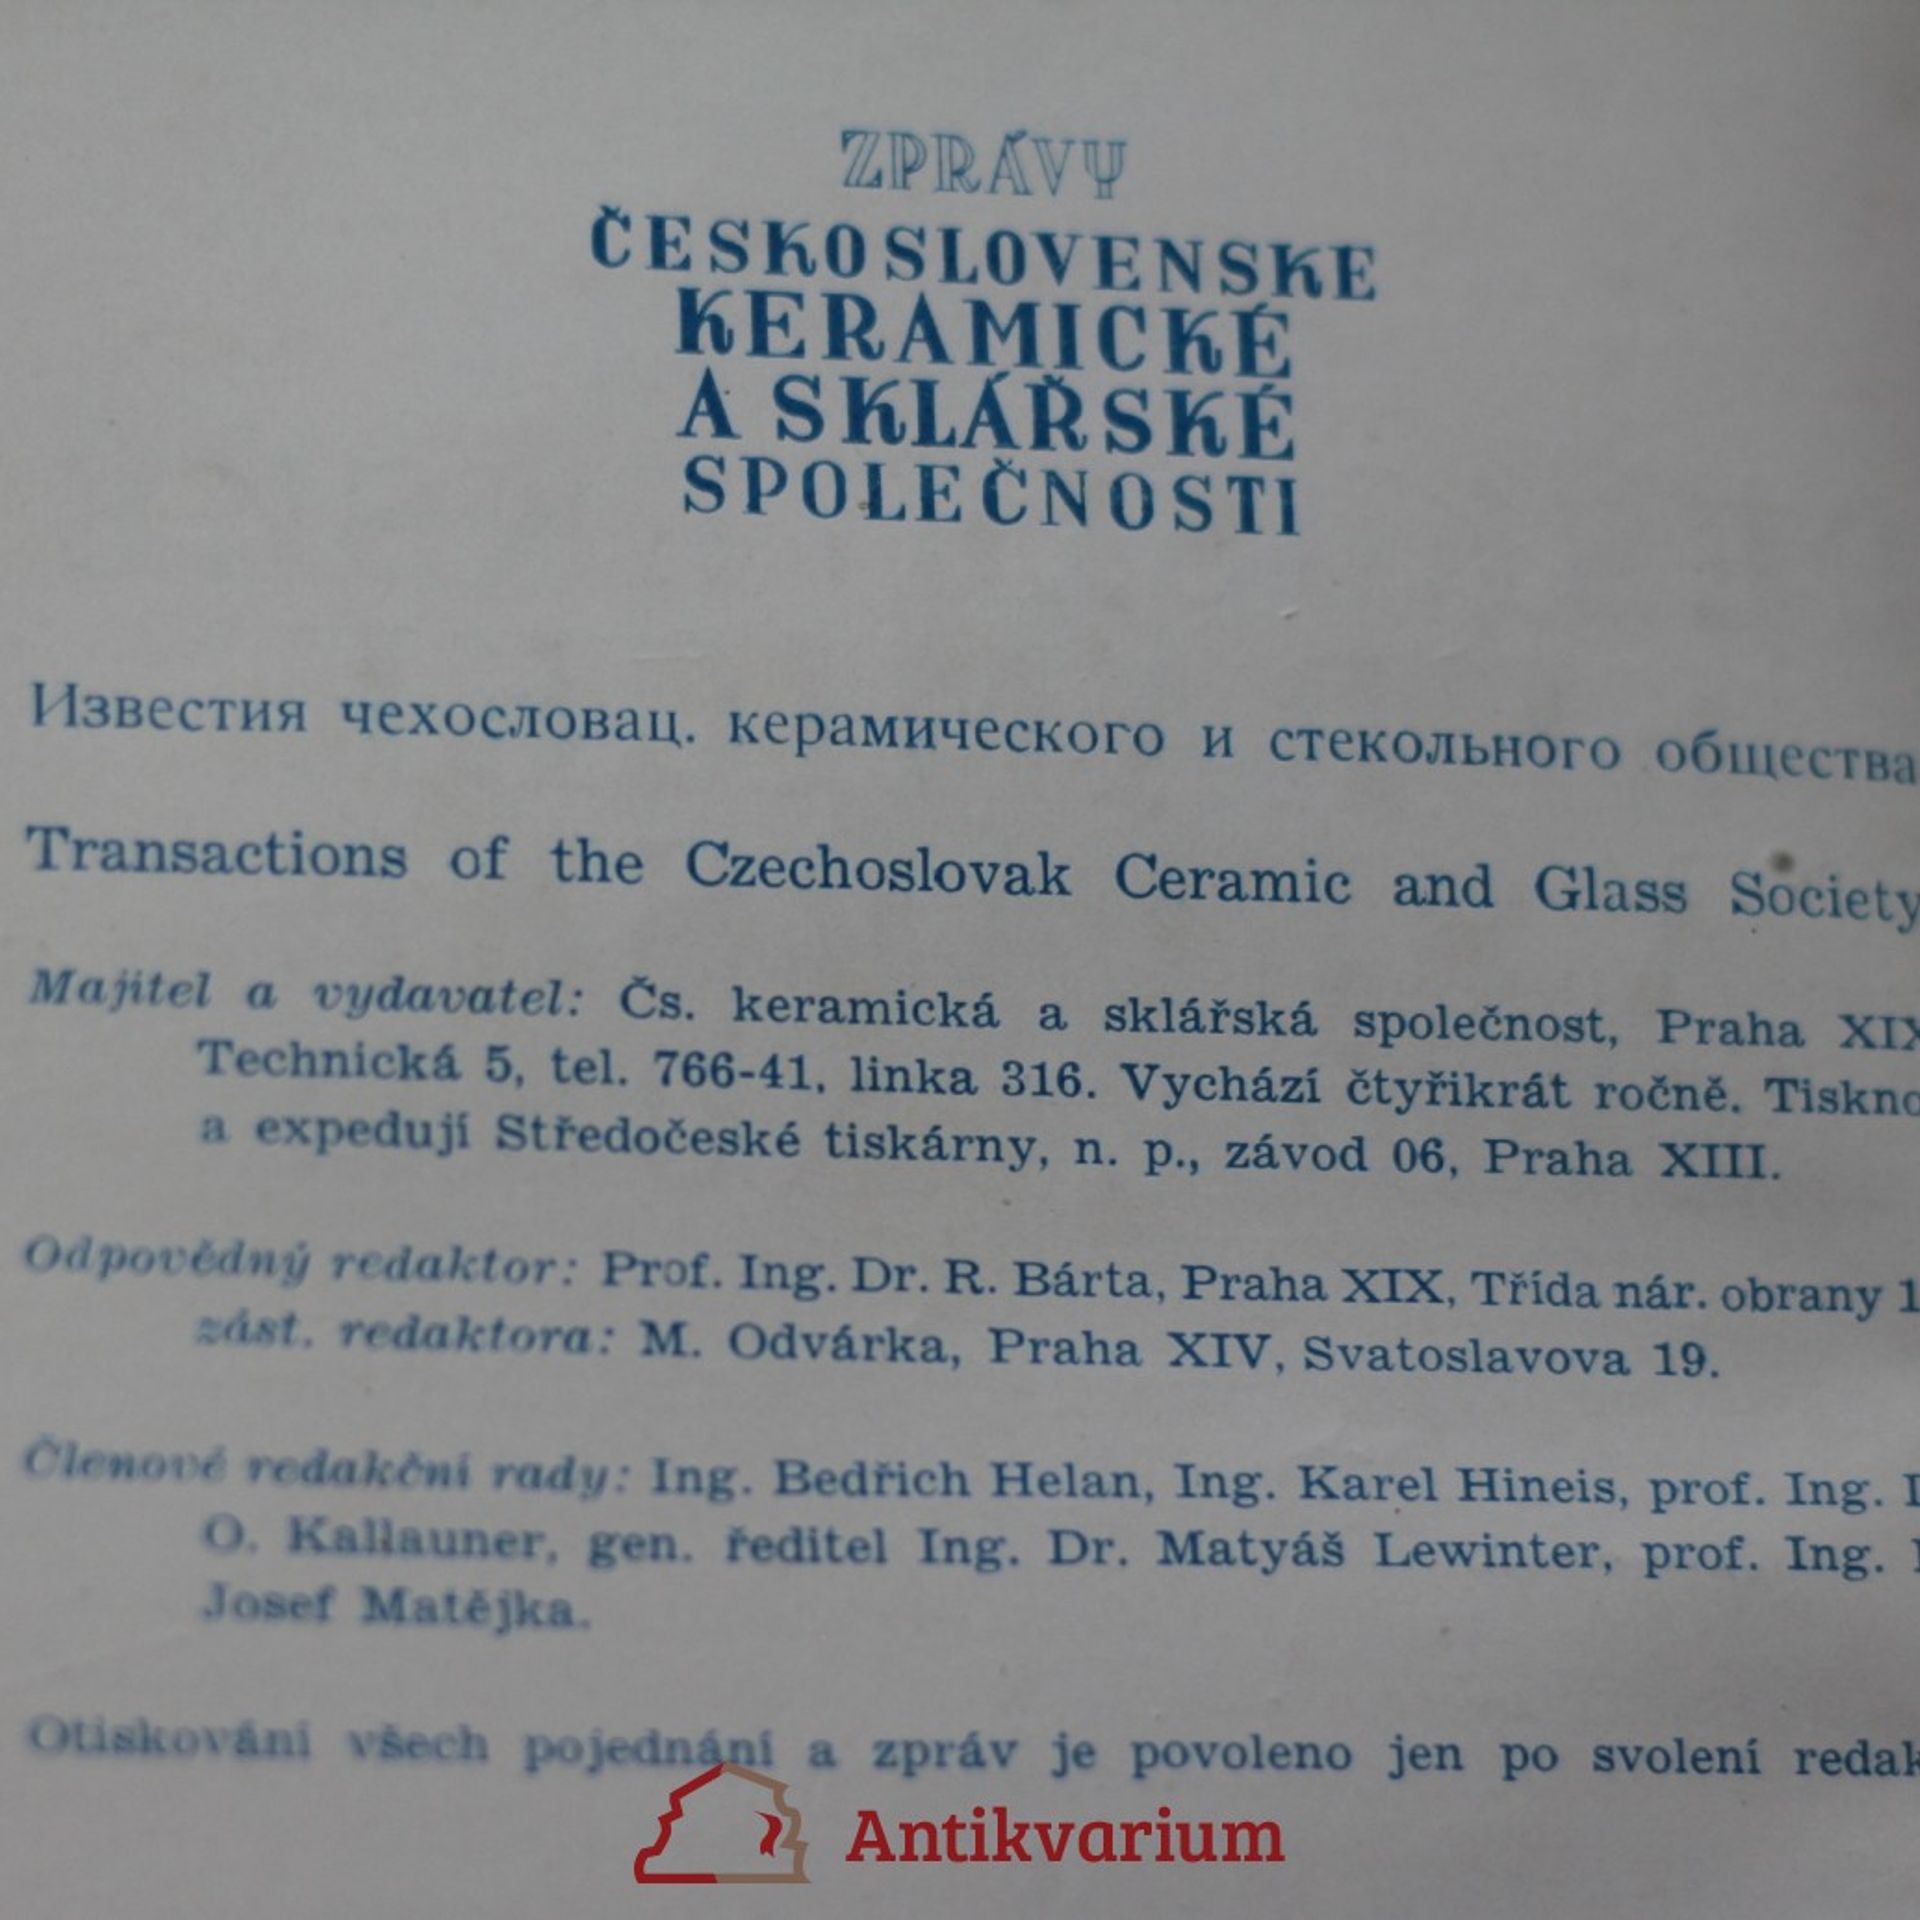 ZPRÁVY
ČESKOSLOVENSKE
KERAMICKÉ
A SKLÁŘSKÉ
SPOLEČNOSTI
Известия чехословац. керамического и стекольного общества
Transactions of the Czechoslovak Ceramic and Glass Society
Majitel a vydavatel: Čs. keramická a sklářská společnost, Praha XIX
Technická 5, tel. 766-41, linka 316. Vychází čtyřikrát ročně.
a expedují Středočeské tiskárny, n. p., závod 06, Praha XIII.
Odpovědný redaktor: Prof. Ing. Dr. R. Bárta, Praha XIX, Třída nár. obrany
zást. redaktora: M. Odvárka, Praha XIV, Svatoslavova 19.
Členové redakční rady: Ing. Bedřich Helan, Ing. Karel Hineis, prof. Ing.
O. Kallauner, gen. ředitel Ing. Dr. Matyáš Lewinter, prof. Ing.
Josef Matějka.
Otiskování všech pojednání a zpráv je povoleno jen po svolení
Antikvarium